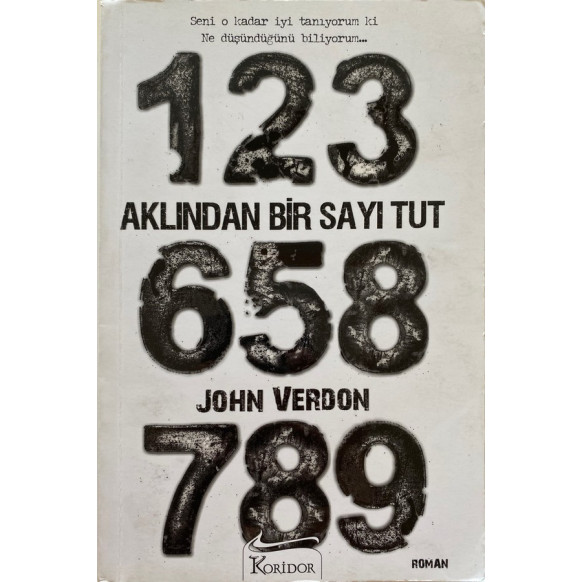 Seni o kadar iyi tanıyorum ki
Ne düşündüğünü biliyorum...
123
AKLINDAN BİR SAYI TUT
658
JOHN VERDON
789
KORİDOR
ROMAN